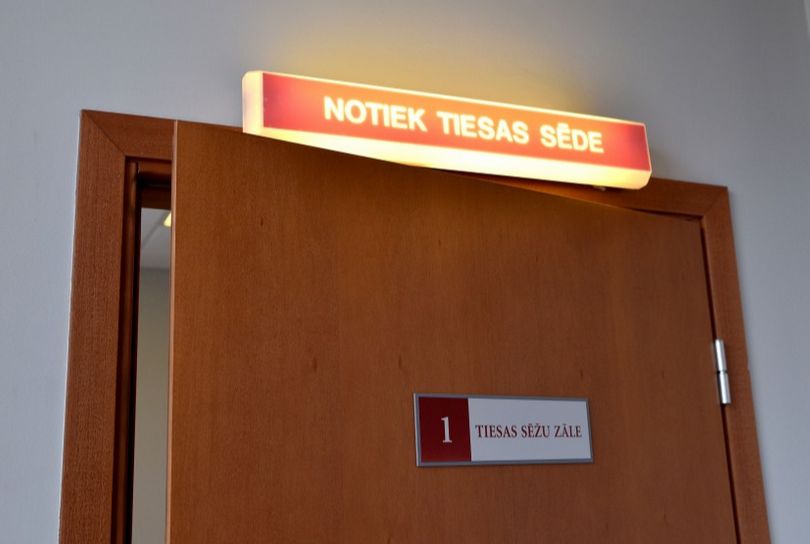 NOTIEK TIESAS SĒDE
1 TIESAS SĒŽU ZĀLE